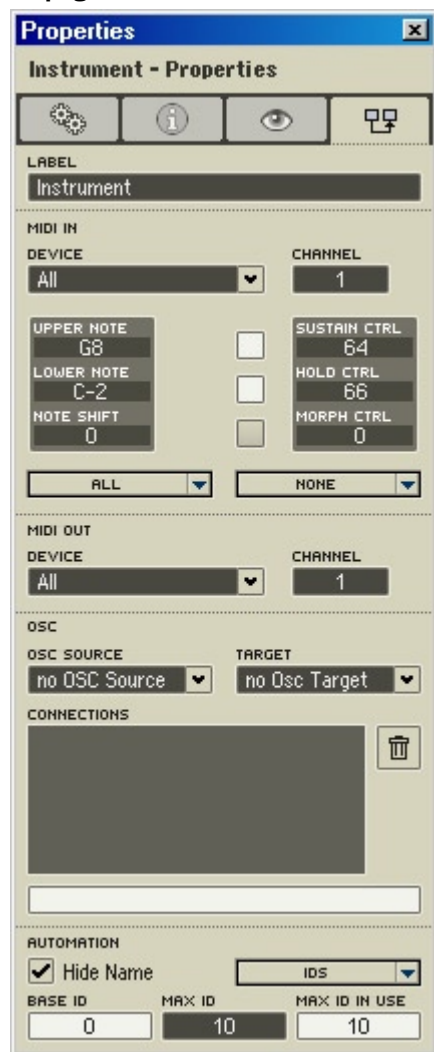 Properties
Instrument - Properties
LABEL
Instrument
MIDI IN
DEVICE CHANNEL
All 1
UPPER NOTE SUSTAIN CTRL
G8 64
LOWER NOTE HOLD CTRL
C-2 66
NOTE SHIFT MORPH CTRL
0 0
ALL NONE
MIDI OUT
DEVICE CHANNEL
All 1
OSC
OSC SOURCE TARGET
no OSC Source no Osc Target
CONNECTIONS
AUTOMATION
Hide Name IDS
BASE ID MAX ID MAX ID IN USE
0 10 10